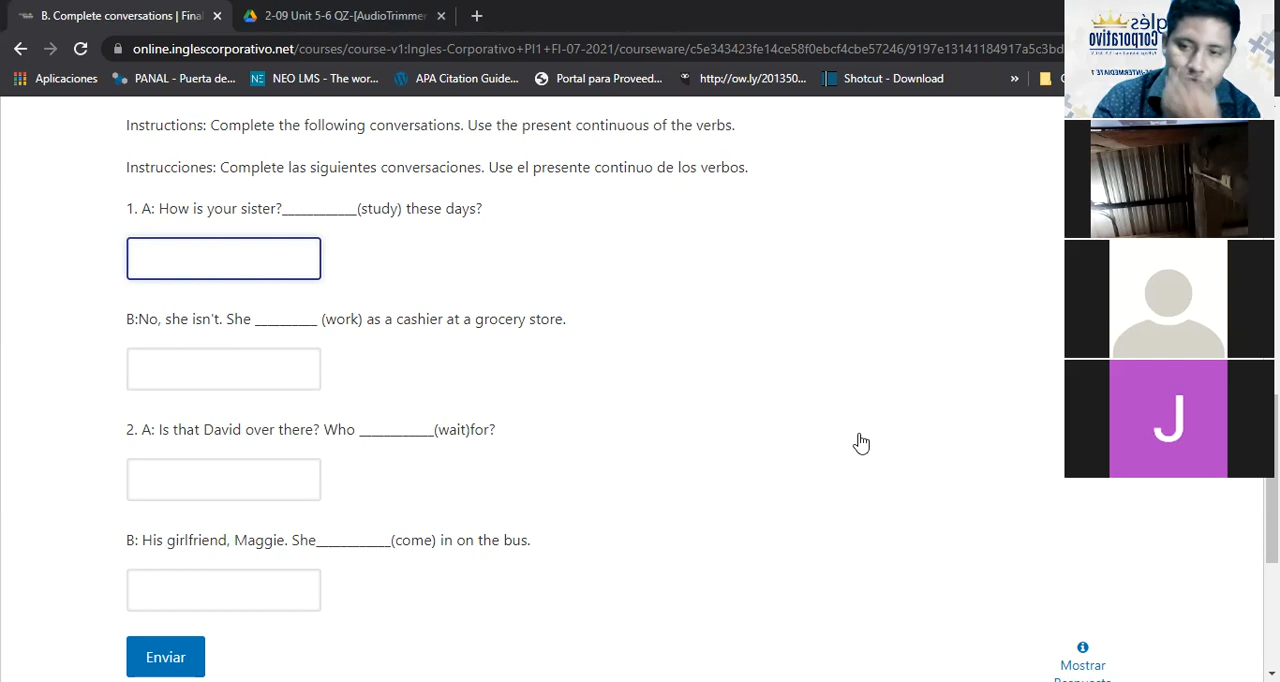 B. Complete conversations | Final
2-09 Unit 5-6 QZ-[AudioTrimmer
online.inglescorporativo.net/courses/course-v1:Ingles-Corporativo+PI1+FI-07-2021/courseware/c5e343423fe14ce58f0ebcf4cbe57246/9197e13141184917a5c3bd
Aplicaciones PANAL - Puerta de... NEO LMS - The wor... APA Citation Guide... Portal para Proveed... http://ow.ly/201350... Shotcut - Download »
Corporativo
Instructions: Complete the following conversations. Use the present continuous of the verbs.
Instrucciones: Complete las siguientes conversaciones. Use el presente continuo de los verbos.
1. A: How is your sister?____________(study) these days?
B:No, she isn't. She __________ (work) as a cashier at a grocery store.
2. A: Is that David over there? Who ____________(wait)for?
B: His girlfriend, Maggie. She____________(come) in on the bus.
J
Enviar
Mostrar